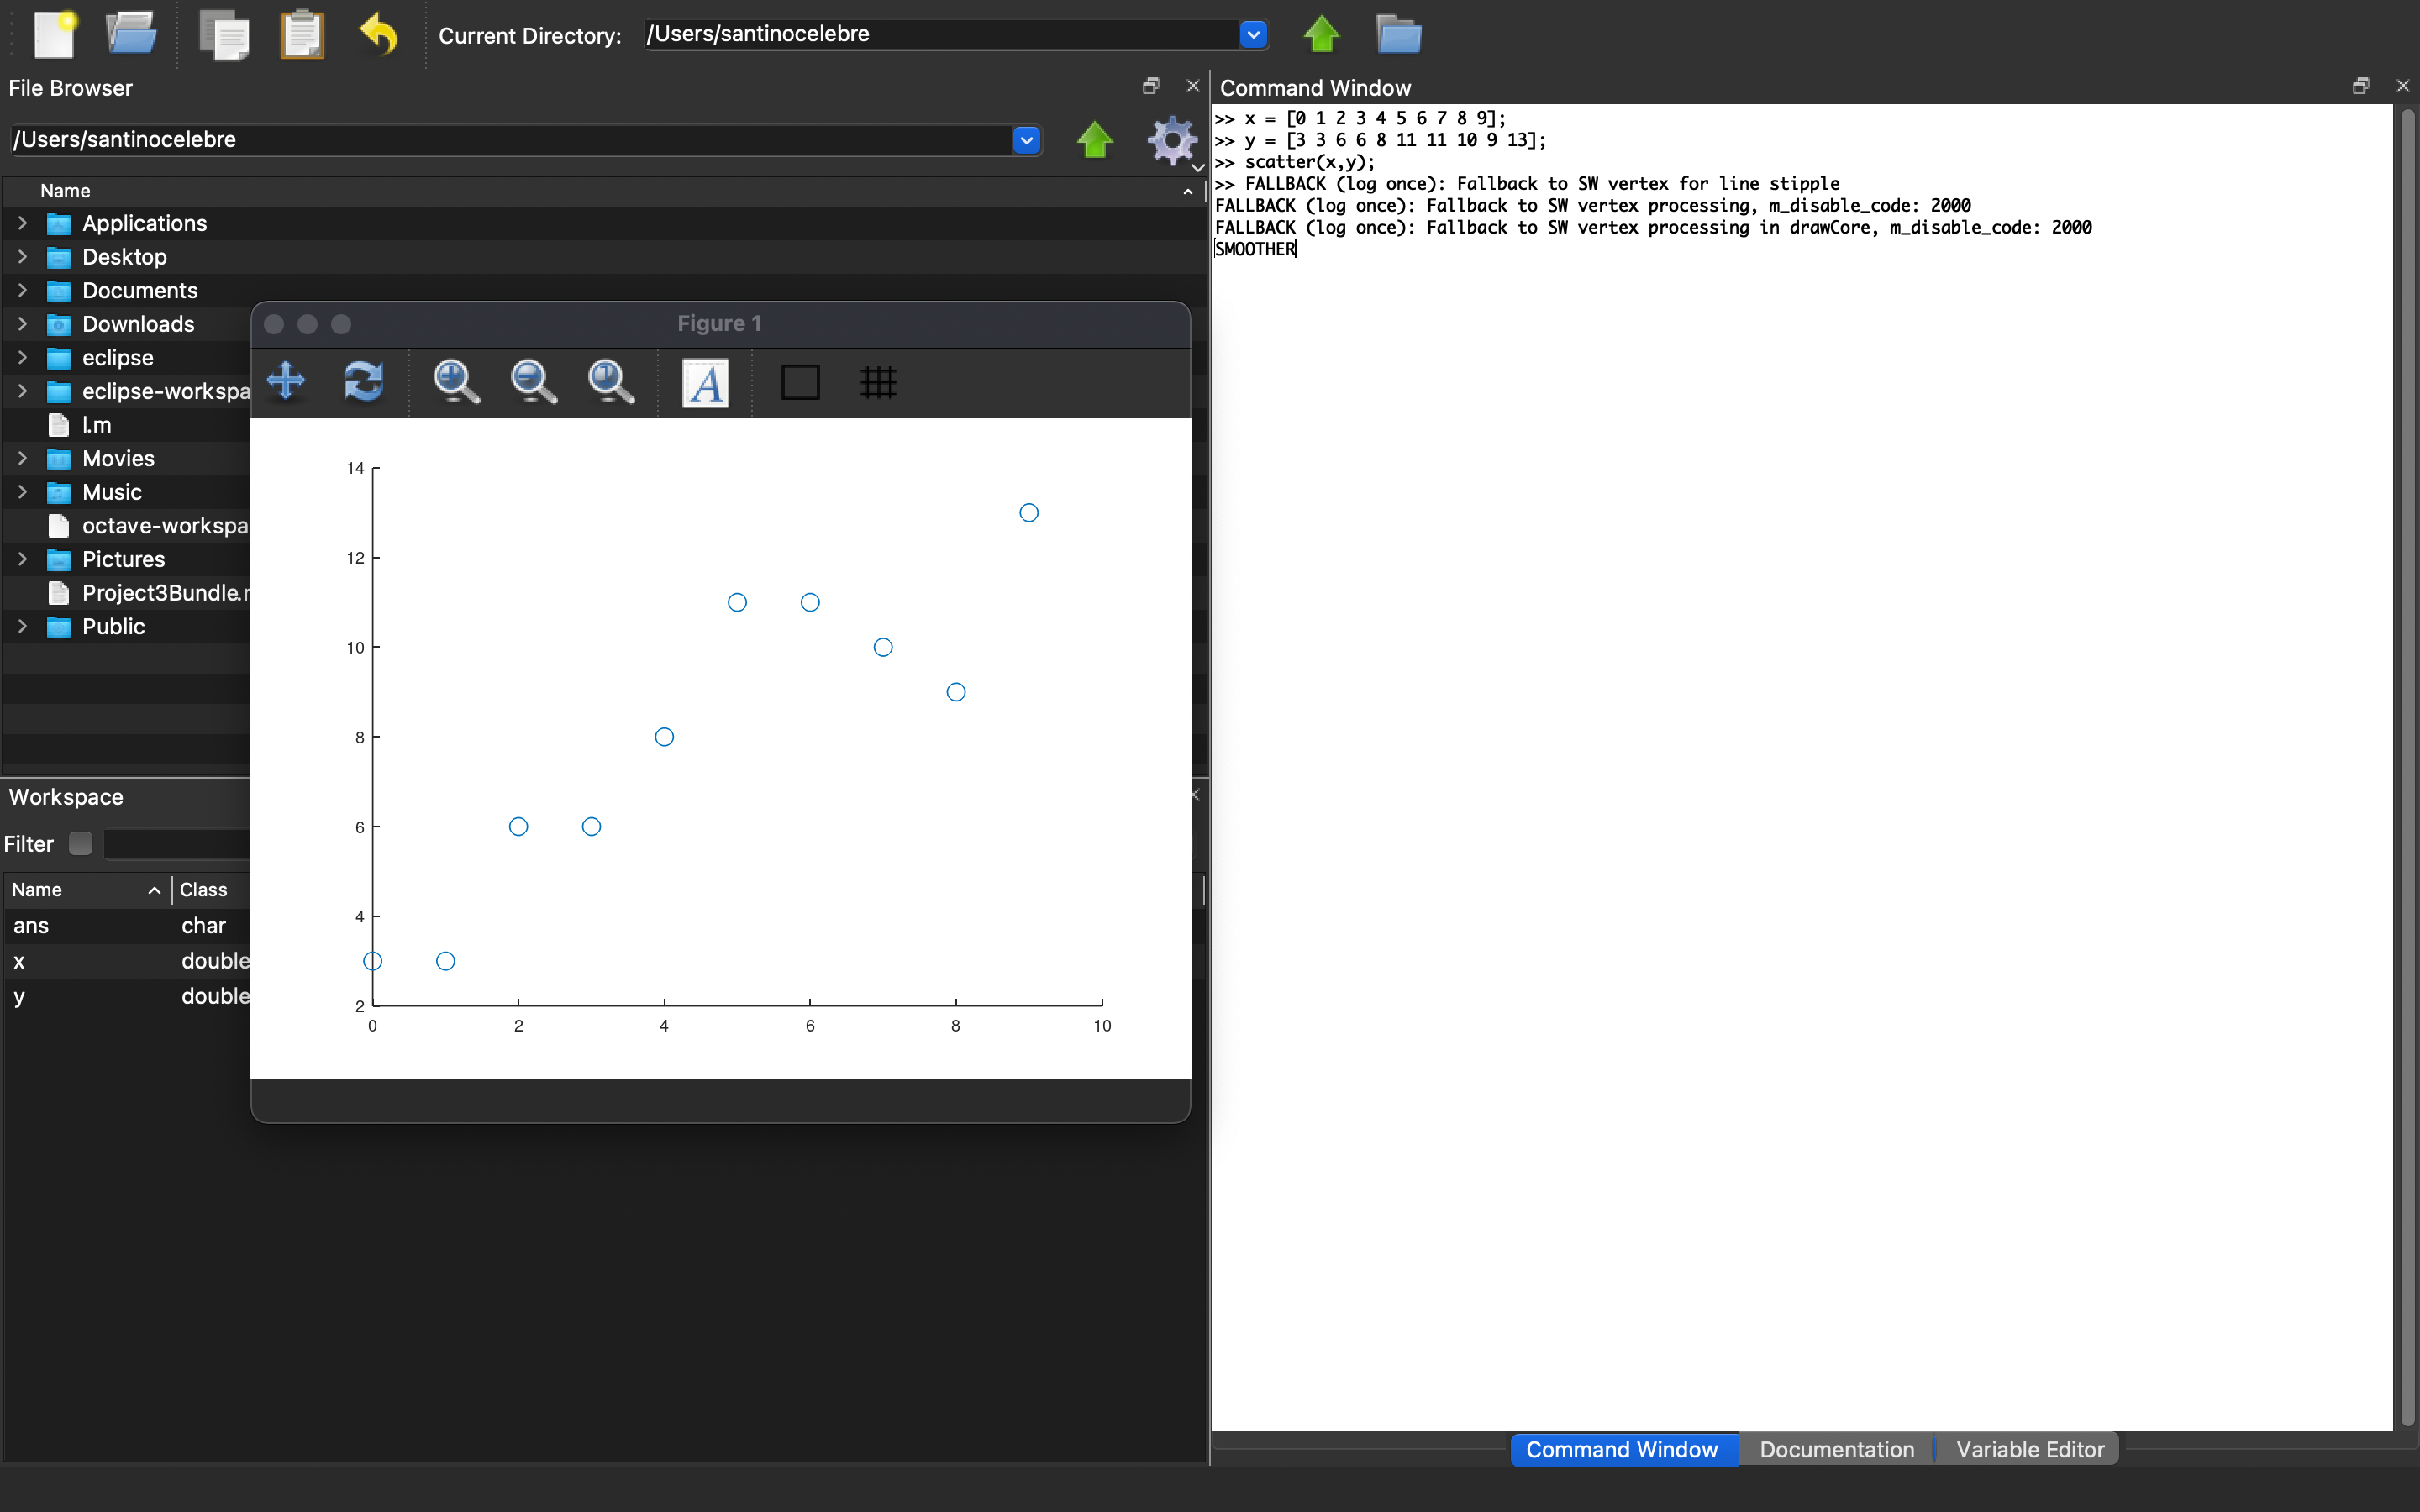 Current Directory: /Users/santinocelebre
File Browser
/Users/santinocelebre
Name
Applications
Desktop
Documents
Downloads
eclipse
eclipse-workspa
l.m
Movies
Music
octave-workspa
Pictures
Project3Bundle.
Public
Workspace
Filter
Name Class
ans char
x double
y double
Figure 1
A
14
12
10
8
6
4
2
0 2 4 6 8 10
Command Window
>> x = [0 1 2 3 4 5 6 7 8 9];
>> y = [3 3 6 6 8 11 11 10 9 13];
>> scatter(x,y);
>> FALLBACK (log once): Fallback to SW vertex for line stipple
FALLBACK (log once): Fallback to SW vertex processing, m_disable_code: 2000
FALLBACK (log once): Fallback to SW vertex processing in drawCore, m_disable_code: 2000
SMOOTHER
Command Window Documentation Variable Editor